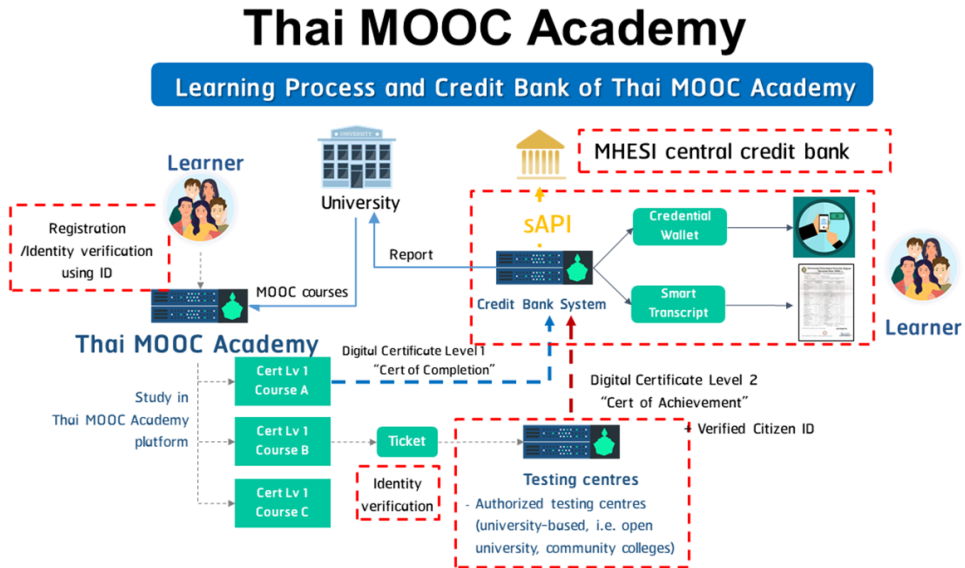 Thai MOOC Academy
Learning Process and Credit Bank of Thai MOOC Academy
UNIVERSITY
MHESI central credit bank
Learner
University
Registration
/Identity verification
using ID
sAPI
Credential
Wallet
Report
MOOC courses
Credit Bank System
Smart
Transcript
Learner
Thai MOOC Academy
Digital Certificate Level 1
“Cert of Completion”
Cert Lv 1
Course A
Study in
Thai MOOC Academy
platform
Digital Certificate Level 2
“Cert of Achievement”
+ Verified Citizen ID
Cert Lv 1
Course B
Ticket
Identity
verification
Testing centres
- Authorized testing centres
(university-based, i.e. open
university, community colleges)
Cert Lv 1
Course C